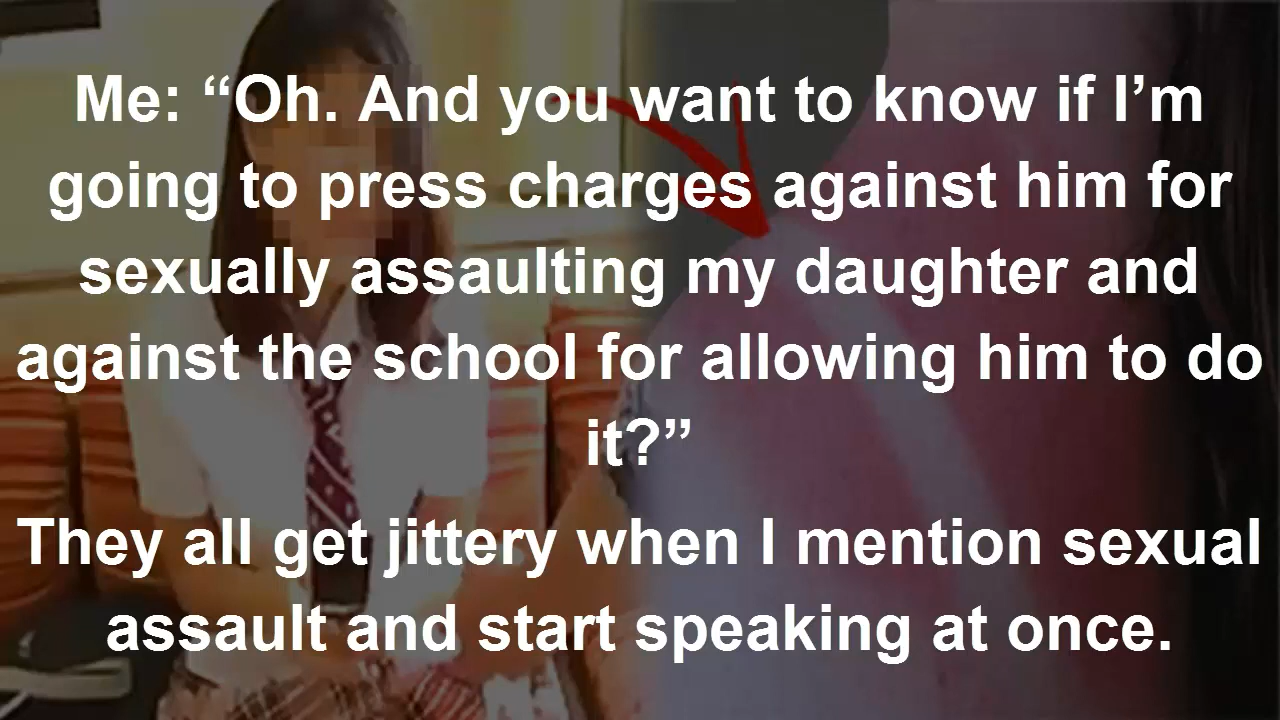 Me: “Oh. And you want to know if I’m
going to press charges against him for
sexually assaulting my daughter and
against the school for allowing him to do
it?”
They all get jittery when I mention sexual
assault and start speaking at once.